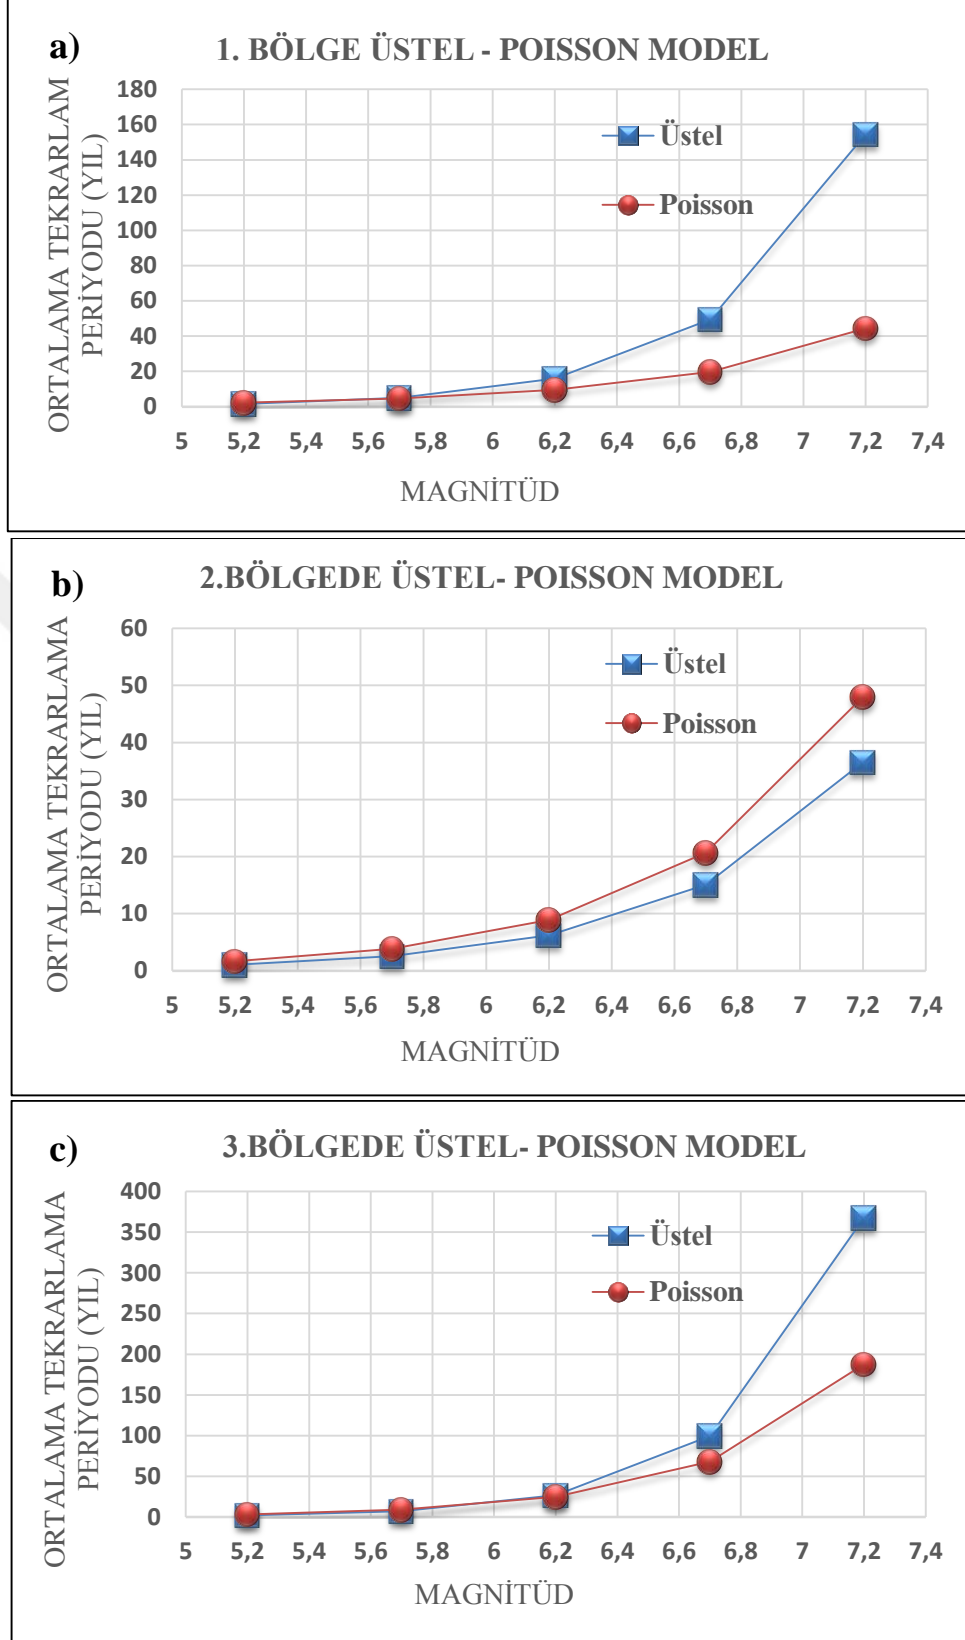 a)
1. BÖLGE ÜSTEL - POISSON MODEL
ORTALAMA TEKRARLAM
PERİYODU (YIL)
180
160
140
120
100
80
60
40
20
0
Üstel
Poisson
5 5,2 5,4 5,6 5,8 6 6,2 6,4 6,6 6,8 7 7,2 7,4
MAGNİTÜD
b)
2.BÖLGEDE ÜSTEL- POISSON MODEL
ORTALAMA TEKRARLAMA
PERİYODU (YIL)
60
50
40
30
20
10
0
Üstel
Poisson
5 5,2 5,4 5,6 5,8 6 6,2 6,4 6,6 6,8 7 7,2 7,4
MAGNİTÜD
c)
3.BÖLGEDE ÜSTEL- POISSON MODEL
ORTALAMA TEKRARLAMA
PERİYODU (YIL)
400
350
300
250
200
150
100
50
0
Üstel
Poisson
5 5,2 5,4 5,6 5,8 6 6,2 6,4 6,6 6,8 7 7,2 7,4
MAGNİTÜD